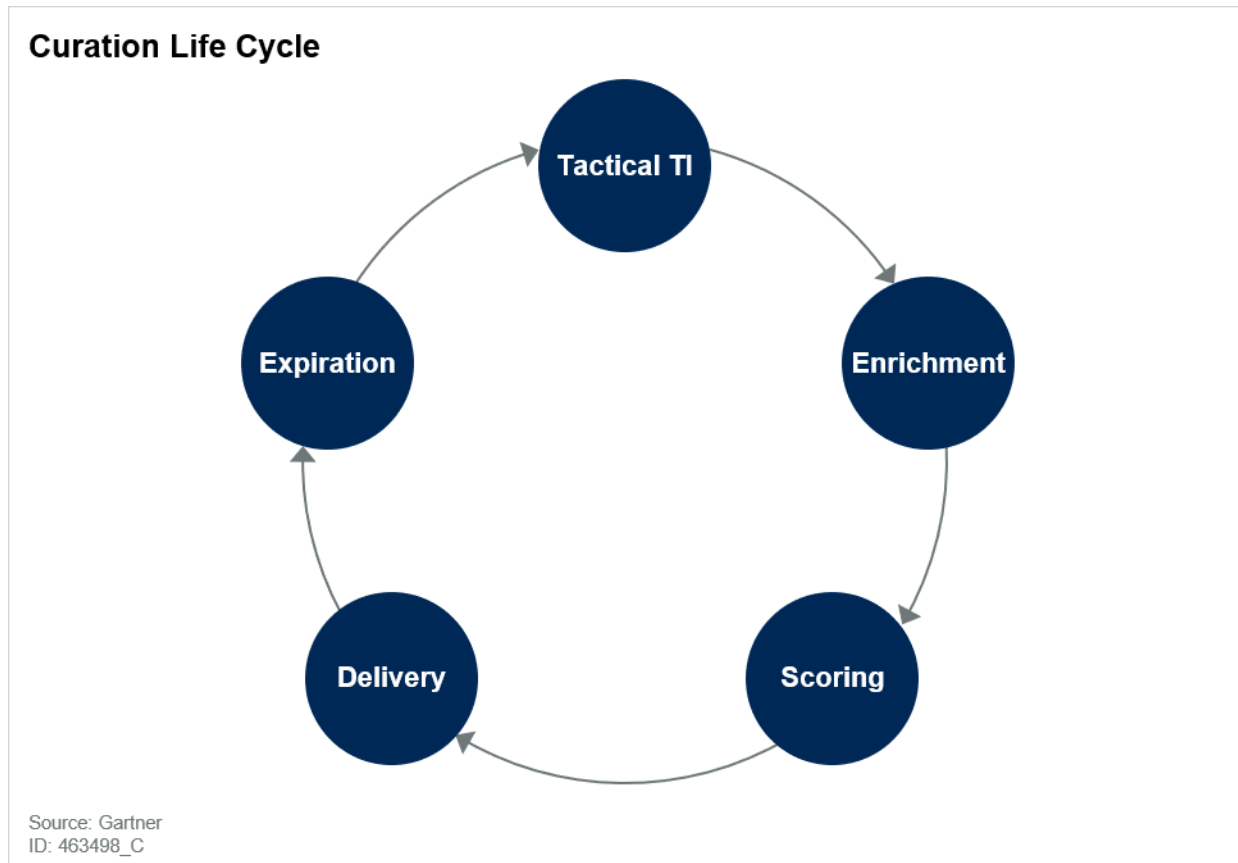 Curation Life Cycle
Tactical TI
Enrichment
Scoring
Delivery
Expiration
Source: Gartner
ID: 463498_C